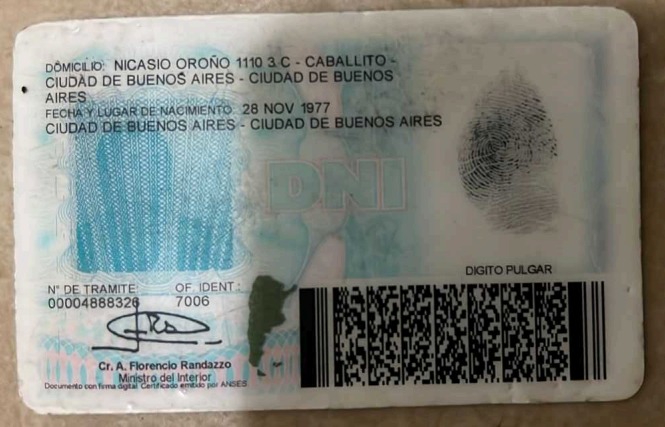 DOMICILIO: NICASIO OROÑO 1110 3 C - CABALLITO -
CIUDAD DE BUENOS AIRES - CIUDAD DE BUENOS
AIRES
FECHA Y LUGAR DE NACIMIENTO 28 NOV 1977
CIUDAD DE BUENOS AIRES - CIUDAD DE BUENOS AIRES
DNI
DIGITO PULGAR
N° DE TRAMITE OF. IDENT:
00004888326 7006
Cr. A. Florencio Randazzo
Ministro del Interior
Documento con firma digital. Certificado emitido por ANSES